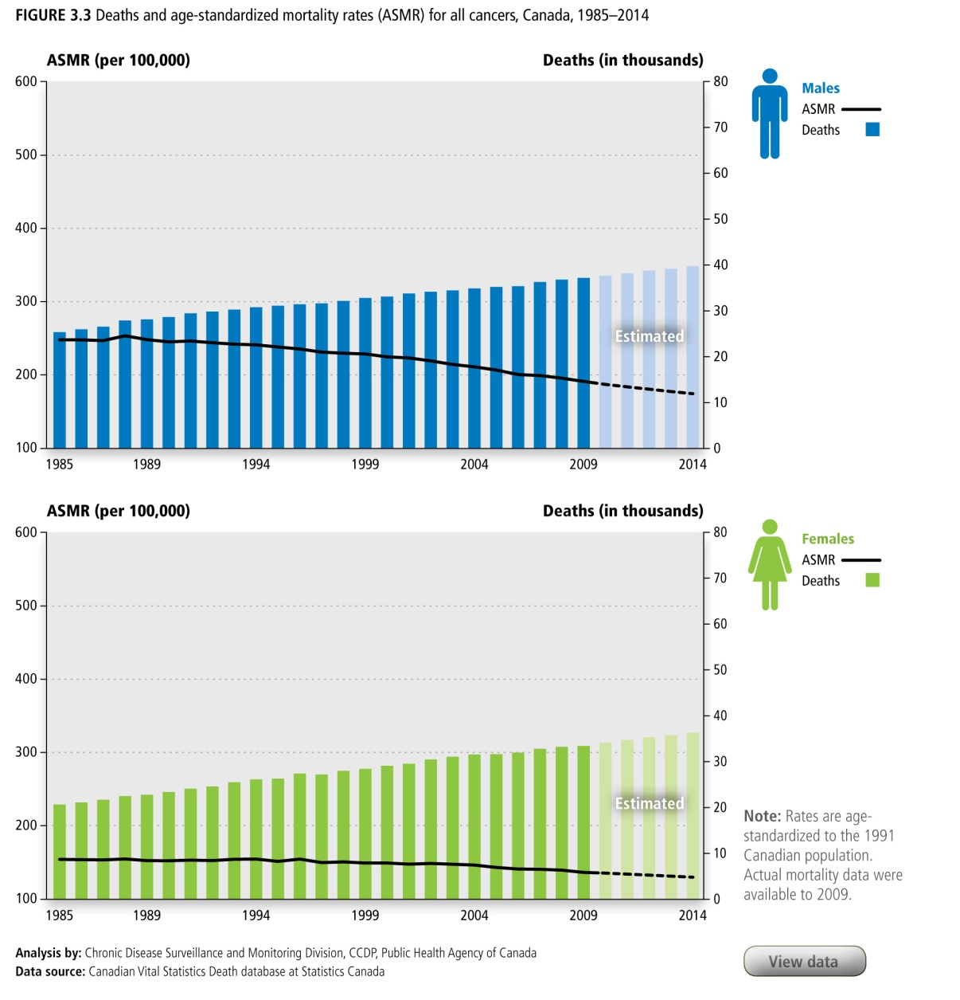 FIGURE 3.3 Deaths and age-standardized mortality rates (ASMR) for all cancers, Canada, 1985–2014
ASMR (per 100,000)
Deaths (in thousands)
600
500
400
300
200
100
80
70
60
50
40
30
20
10
0
Estimated
1985
1989
1994
1999
2004
2009
2014
Males
ASMR
Deaths
ASMR (per 100,000)
Deaths (in thousands)
600
500
400
300
200
100
80
70
60
50
40
30
20
10
0
Estimated
1985
1989
1994
1999
2004
2009
2014
Females
ASMR
Deaths
Note: Rates are age-
standardized to the 1991
Canadian population.
Actual mortality data were
available to 2009.
Analysis by: Chronic Disease Surveillance and Monitoring Division, CCDP, Public Health Agency of Canada
Data source: Canadian Vital Statistics Death database at Statistics Canada
View data